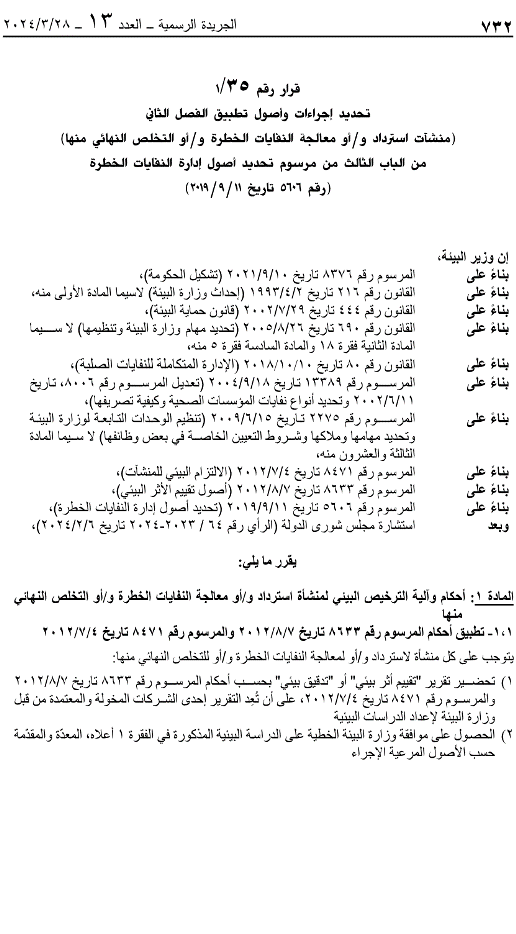 ٧٣٢
الجريدة الرسمية – العدد ١٣ – ٢٠٢٤/٣/٢٨
قرار رقم ١/٣٥
تحديد إجراءات وأصول تطبيق الفصل الثاني
(منشآت استرداد و/أو معالجة النفايات الخطرة و/أو التخلص النهائي منها)
من الباب الثالث من مرسوم تحديد أصول إدارة النفايات الخطرة
(رقم ٥٦٠٦ تاريخ ٢٠١٩/٩/١١)
إن وزير البيئة،
بناءً على المرسوم رقم ٨٣٧٦ تاريخ ٢٠٢١/٩/١٠ (تشكيل الحكومة)،
بناءً على القانون رقم ٢١٦ تاريخ ١٩٩٣/٤/٢ (إحداث وزارة البيئة) لاسيما المادة الأولى منه،
بناءً على القانون رقم ٤٤٤ تاريخ ٢٠٠٢/٧/٢٩ (قانون حماية البيئة)،
بناءً على القانون رقم ٦٩٠ تاريخ ٢٠٠٥/٨/٢٦ (تحديد مهام وزارة البيئة وتنظيمها) لا سيما
المادة الثانية فقرة ١٨ والمادة السادسة فقرة ٥ منه،
بناءً على القانون رقم ٨٠ تاريخ ٢٠١٨/١٠/١٠ (الإدارة المتكاملة للنفايات الصلبة)،
بناءً على المرسوم رقم ١٣٣٨٩ تاريخ ٢٠٠٤/٩/١٨ (تعديل المرسوم رقم ٨٠٠٦، تاريخ
٢٠٠٢/٦/١١ وتحديد أنواع نفايات المؤسسات الصحية وكيفية تصريفها)،
بناءً على المرسوم رقم ٢٢٧٥ تاريخ ٢٠٠٩/٦/١٥ (تنظيم الوحدات التابعة لوزارة البيئة
وتحديد مهامها وملاكها وشروط التعيين الخاصة في بعض وظائفها) لا سيما المادة
الثالثة والعشرون منه،
بناءً على المرسوم رقم ٨٤٧١ تاريخ ٢٠١٢/٧/٤ (الالتزام البيئي للمنشآت)،
بناءً على المرسوم رقم ٨٦٣٣ تاريخ ٢٠١٢/٨/٧ (أصول تقييم الأثر البيئي)،
بناءً على المرسوم رقم ٥٦٠٦ تاريخ ٢٠١٩/٩/١١ (تحديد أصول إدارة النفايات الخطرة)،
وبعد استشارة مجلس شورى الدولة (الرأي رقم ٦٤ / ٢٠٢٣-٢٠٢٤ تاريخ ٢٠٢٤/٢/٦)،
يقرر ما يلي:
المادة ١: أحكام وآلية الترخيص البيئي لمنشأة استرداد و/أو معالجة النفايات الخطرة و/أو التخلص النهائي
منها
١،١- تطبيق أحكام المرسوم رقم ٨٦٣٣ تاريخ ٢٠١٢/٨/٧ والمرسوم رقم ٨٤٧١ تاريخ ٢٠١٢/٧/٤
يتوجب على كل منشأة لاسترداد و/أو لمعالجة النفايات الخطرة و/أو للتخلص النهائي منها:
١) تحضير تقرير "تقييم أثر بيئي" أو "تدقيق بيئي" بحسب أحكام المرسوم رقم ٨٦٣٣ تاريخ ٢٠١٢/٨/٧
والمرسوم رقم ٨٤٧١ تاريخ ٢٠١٢/٧/٤، على أن تُعِد التقرير إحدى الشركات المخولة والمعتمدة من قبل
وزارة البيئة لإعداد الدراسات البيئية
٢) الحصول على موافقة وزارة البيئة الخطية على الدراسة البيئية المذكورة في الفقرة ١ أعلاه، المعدّة والمقدّمة
حسب الأصول المرعية الإجراء